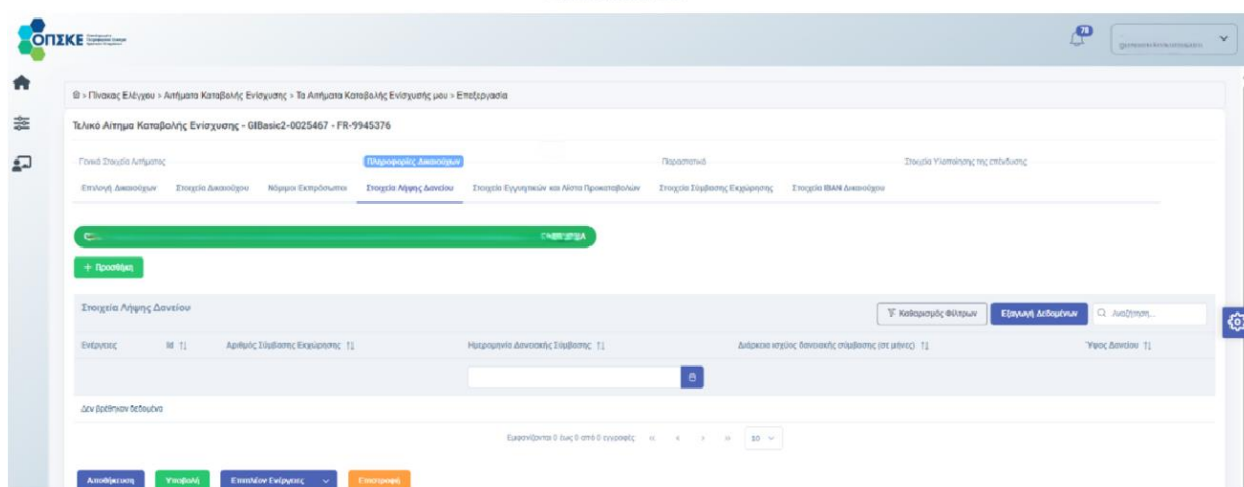 ΟΠΣΚΕ
70
⌂ > Πίνακας Ελέγχου > Αιτήματα Καταβολής Ενίσχυσης > Τα Αιτήματα Καταβολής Ενίσχυσής μου > Επεξεργασία
Τελικό Αίτημα Καταβολής Ενίσχυσης - GIBasic2-0025467 - FR-9945376
Γενικά Στοιχεία Αιτήματος Πληροφορίες Δικαιούχων Παραστατικά Στοιχεία Υλοποίησης της επένδυσης
Επιλογή Δικαιούχων Στοιχεία Δικαιούχου Νόμιμοι Εκπρόσωποι Στοιχεία Λήψης Δανείου Στοιχεία Εγγυητικών και Λίστα Προκαταβολών Στοιχεία Σύμβασης Εκχώρησης Στοιχεία IBAN Δικαιούχου
+ Προσθήκη
Στοιχεία Λήψης Δανείου Καθαρισμός Φίλτρων Εξαγωγή Δεδομένων Αναζήτηση...
Ενέργειες Id ↑↓ Αριθμός Σύμβασης Εκχώρησης ↑↓ Ημερομηνία Δανειακής Σύμβασης ↑↓ Διάρκεια ισχύος δανειακής σύμβασης (σε μήνες) ↑↓ Ύψος Δανείου ↑↓
Δεν βρέθηκαν δεδομένα
Εμφανίζονται 0 έως 0 από 0 εγγραφές « < > » 10
Αποθήκευση Υποβολή Επιπλέον Ενέργειες Επιστροφή